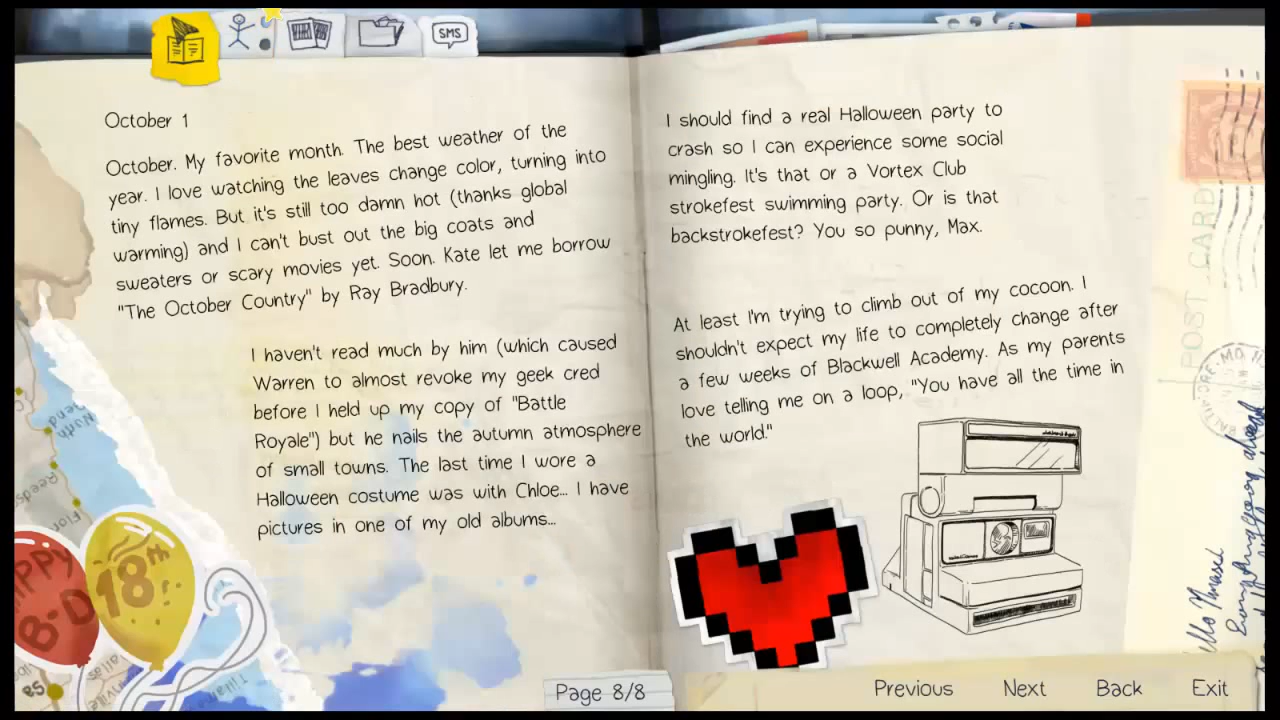 SMS
October 1
October. My favorite month. The best weather of the
year. I love watching the leaves change color, turning into
tiny flames. But it's still too damn hot (thanks global
warming) and I can't bust out the big coats and
sweaters or scary movies yet. Soon. Kate let me borrow
"The October Country" by Ray Bradbury.
I haven't read much by him (which caused
Warren to almost revoke my geek cred
before I held up my copy of "Battle
Royale") but he nails the autumn atmosphere
of small towns. The last time I wore a
Halloween costume was with Chloe... I have
pictures in one of my old albums...
I should find a real Halloween party to
crash so I can experience some social
mingling. It's that or a Vortex Club
strokefest swimming party. Or is that
backstrokefest? You so punny, Max.
At least I'm trying to climb out of my cocoon. I
shouldn't expect my life to completely change after
a few weeks of Blackwell Academy. As my parents
love telling me on a loop, "You have all the time in
the world."
POST CARD
18th
Page 8/8
Previous
Next
Back
Exit